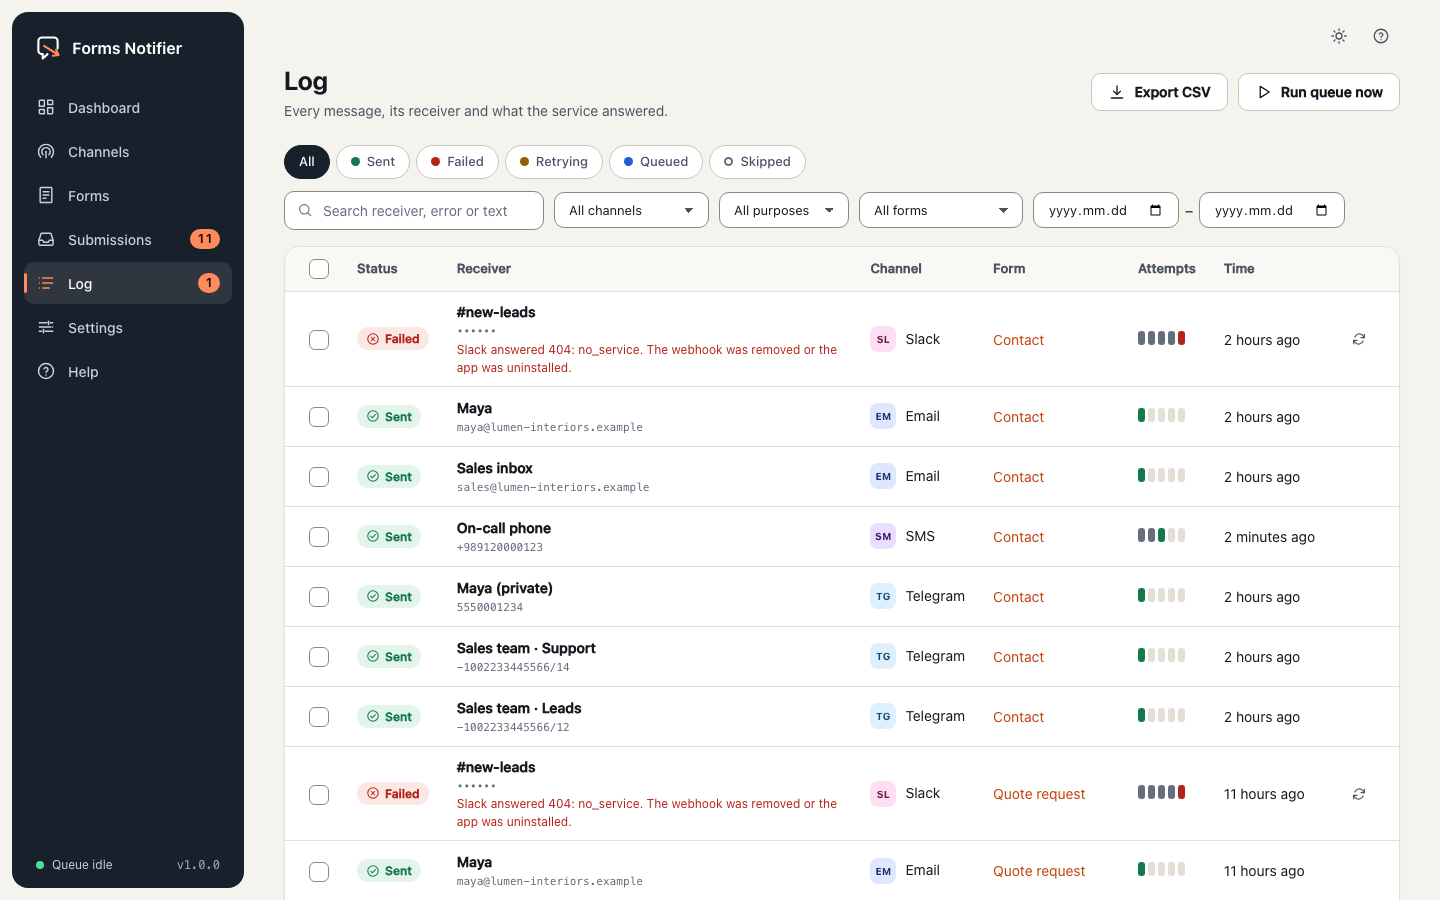 Forms Notifier
Dashboard
Channels
Forms
Submissions 11
Log 1
Settings
Help
Queue idle v1.0.0
Log
Every message, its receiver and what the service answered.
Export CSV
Run queue now
All Sent Failed Retrying Queued Skipped
Search receiver, error or text All channels All purposes All forms yyyy.mm.dd – yyyy.mm.dd
Status Receiver Channel Form Attempts Time
Failed #new-leads SL Slack Contact 2 hours ago
••••••
Slack answered 404: no_service. The webhook was removed or the
app was uninstalled.
Sent Maya EM Email Contact 2 hours ago
maya@lumen-interiors.example
Sent Sales inbox EM Email Contact 2 hours ago
sales@lumen-interiors.example
Sent On-call phone SM SMS Contact 2 minutes ago
+989120000123
Sent Maya (private) TG Telegram Contact 2 hours ago
5550001234
Sent Sales team · Support TG Telegram Contact 2 hours ago
-1002233445566/14
Sent Sales team · Leads TG Telegram Contact 2 hours ago
-1002233445566/12
Failed #new-leads SL Slack Quote request 11 hours ago
••••••
Slack answered 404: no_service. The webhook was removed or the
app was uninstalled.
Sent Maya EM Email Quote request 11 hours ago
maya@lumen-interiors.example